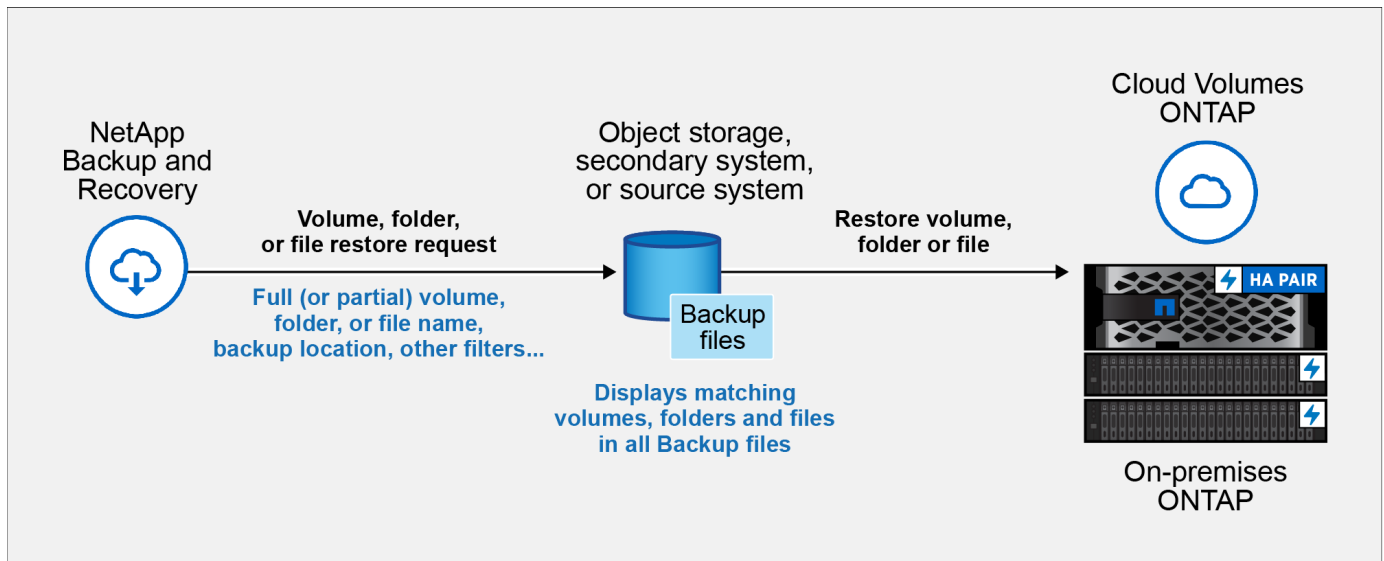 NetApp
Backup and
Recovery
Volume, folder,
or file restore request
Full (or partial) volume,
folder, or file name,
backup location, other filters...
Object storage,
secondary system,
or source system
Backup
files
Displays matching
volumes, folders and files
in all Backup files
Restore volume,
folder or file
Cloud Volumes
ONTAP
HA PAIR
On-premises
ONTAP